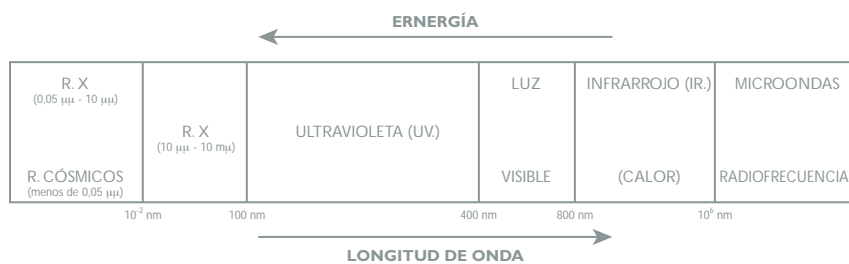 ERNERGÍA
R. X
(0,05 µµ - 10 µµ)
R. CÓSMICOS
(menos de 0,05 µµ)
R. X
(10 µµ - 10 mµ)
ULTRAVIOLETA (UV.)
LUZ
VISIBLE
INFRARROJO (IR.)
(CALOR)
MICROONDAS
RADIOFRECUENCIA
10⁻² nm
100 nm
400 nm
800 nm
10⁶ nm
LONGITUD DE ONDA